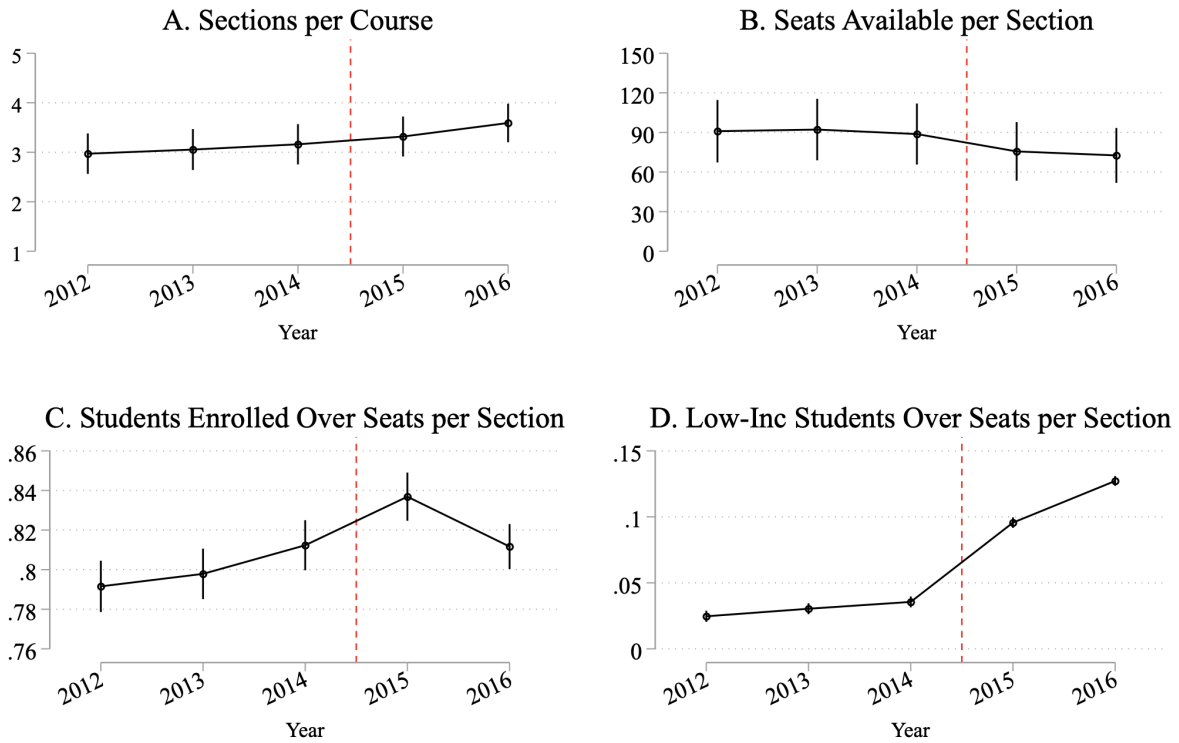 A. Sections per Course
5
4
3
2
1
2012 2013 2014 2015 2016
Year
B. Seats Available per Section
150
120
90
60
30
0
2012 2013 2014 2015 2016
Year
C. Students Enrolled Over Seats per Section
.86
.84
.82
.8
.78
.76
2012 2013 2014 2015 2016
Year
D. Low-Inc Students Over Seats per Section
.15
.1
.05
0
2012 2013 2014 2015 2016
Year